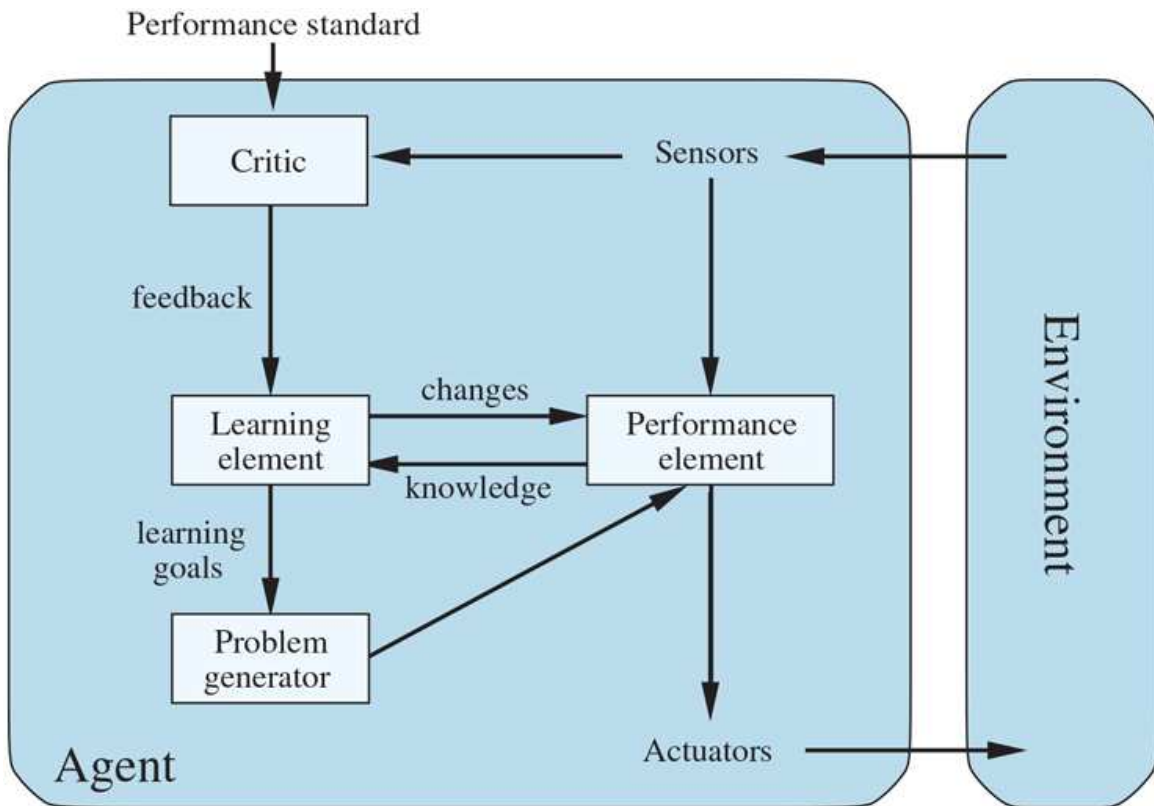 Performance standard
Critic
Sensors
feedback
Learning
element
changes
knowledge
Performance
element
learning
goals
Problem
generator
Actuators
Agent
Environment